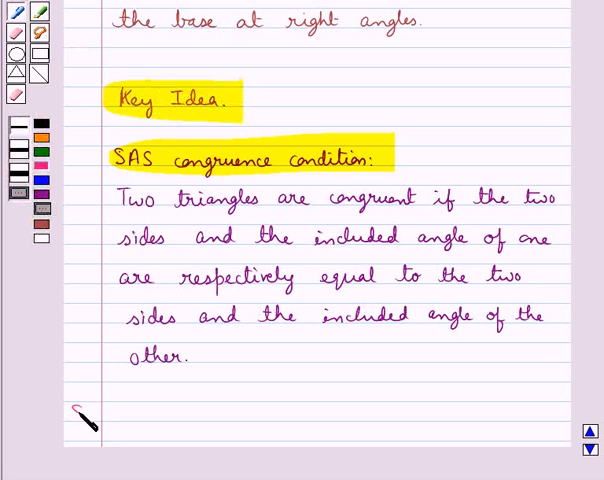 the base at right angles.
Key Idea.
SAS congruence condition:
Two triangles are congruent if the two
sides and the included angle of one
are respectively equal to the two
sides and the included angle of the
other.